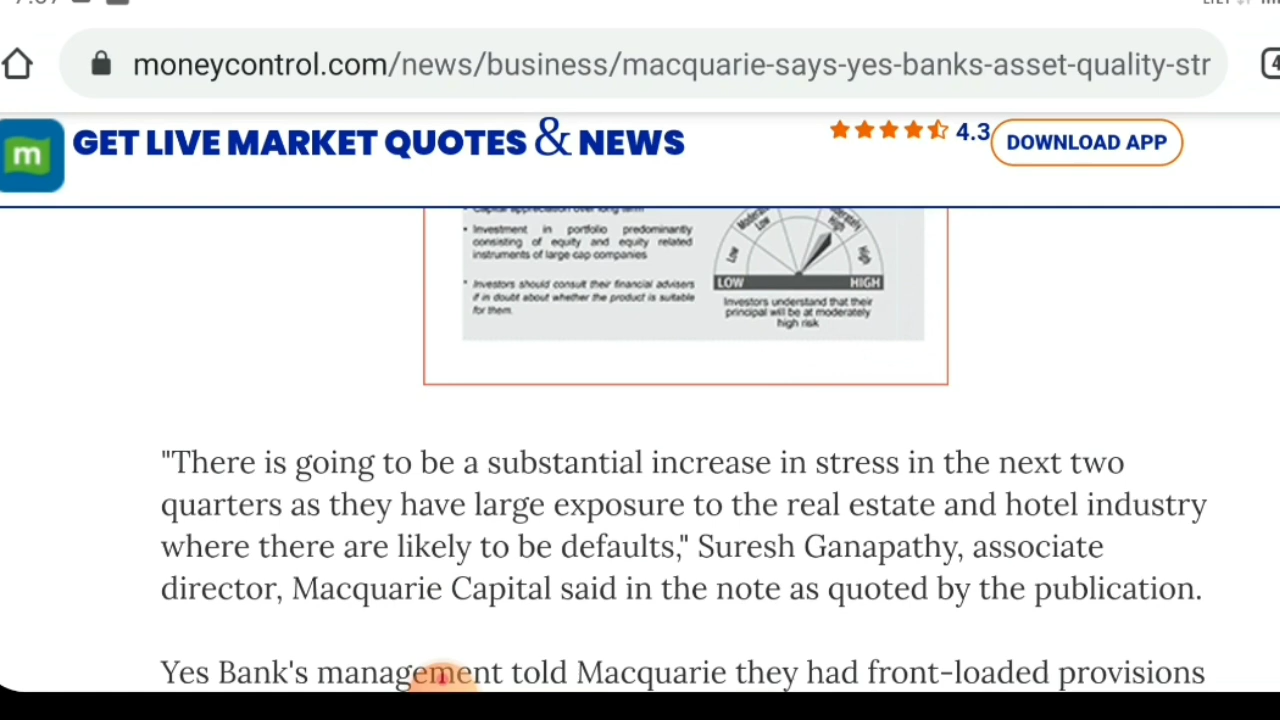 moneycontrol.com/news/business/macquarie-says-yes-banks-asset-quality-str
m
GET LIVE MARKET QUOTES & NEWS
4.3
DOWNLOAD APP
• Investment in portfolio predominantly
consisting of equity and equity related
instruments of large cap companies
* Investors should consult their financial advisers
if in doubt about whether the product is suitable
for them.
Low
Moderately
High
High
LOW HIGH
Investors understand that their
principal will be at moderately
high risk
"There is going to be a substantial increase in stress in the next two
quarters as they have large exposure to the real estate and hotel industry
where there are likely to be defaults," Suresh Ganapathy, associate
director, Macquarie Capital said in the note as quoted by the publication.
Yes Bank's management told Macquarie they had front-loaded provisions